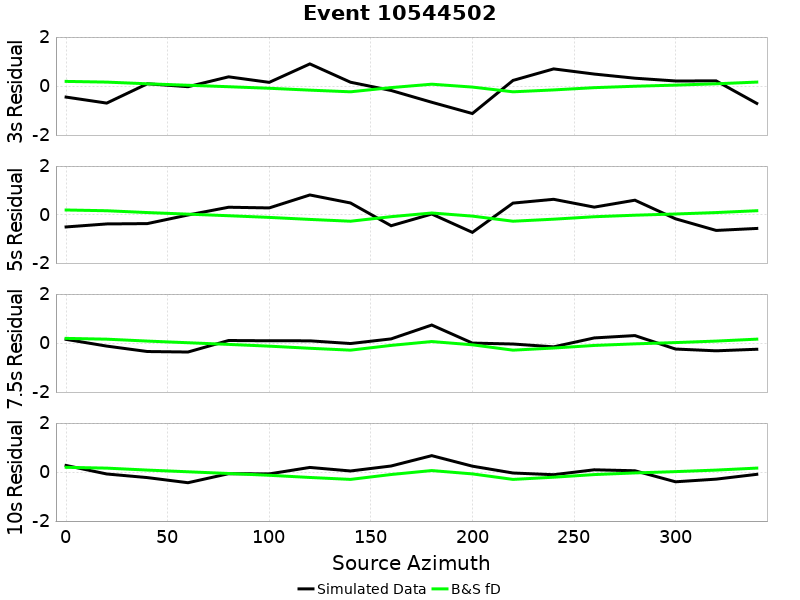 Event 10544502
3s Residual
2
0
-2
5s Residual
2
0
-2
7.5s Residual
2
0
-2
10s Residual
2
0
-2
0 50 100 150 200 250 300
Source Azimuth
Simulated Data B&S fD